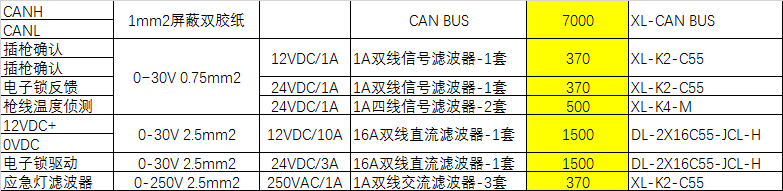 CANH
CANL
1mm2屏蔽双胶纸
CAN BUS
7000
XL-CAN BUS
插枪确认
插枪确认
0-30V 0.75mm2
12VDC/1A
1A双线信号滤波器-1套
370
XL-K2-C55
电子锁反馈
24VDC/1A
1A双线信号滤波器-1套
370
XL-K2-C55
枪线温度侦测
24VDC/1A
1A四线信号滤波器-2套
500
XL-K4-M
12VDC+
0VDC
0-30V 2.5mm2
12VDC/10A
16A双线直流滤波器-1套
1500
DL-2X16C55-JCL-H
电子锁驱动
0-30V 2.5mm2
24VDC/3A
16A双线直流滤波器-1套
1500
DL-2X16C55-JCL-H
应急灯滤波器
0-250V 2.5mm2
250VAC/1A
1A双线交流滤波器-3套
370
XL-K2-C55